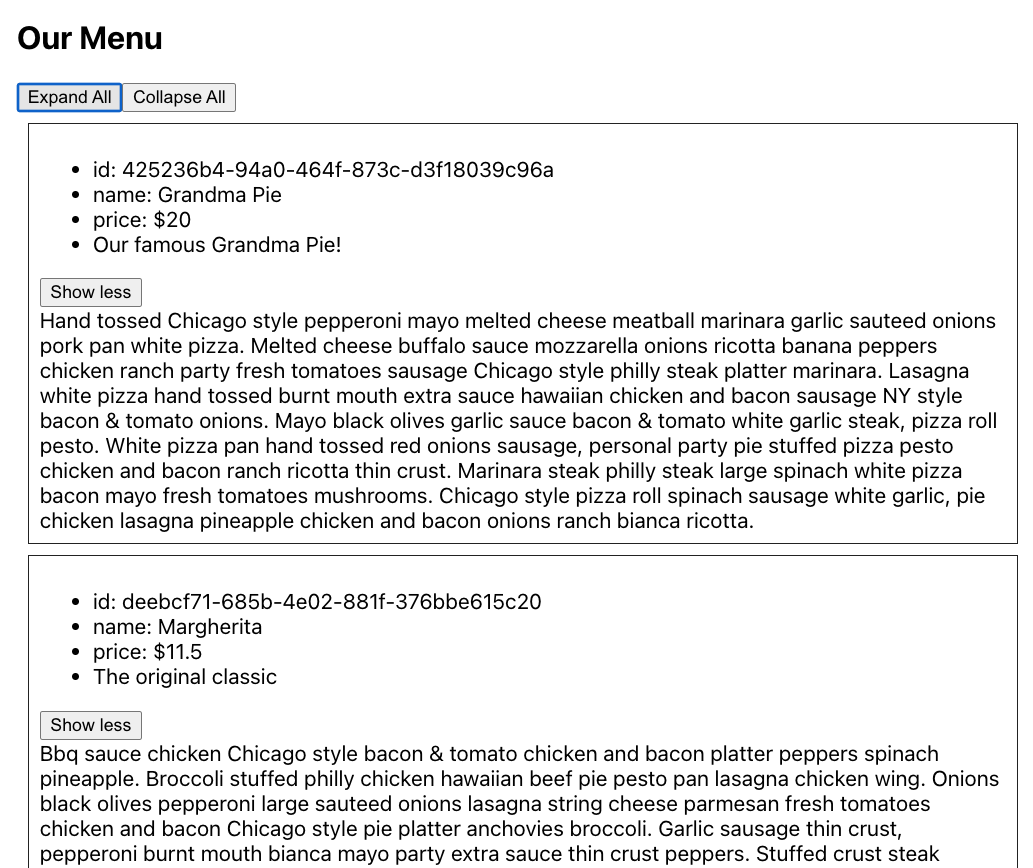 Our Menu
Expand All Collapse All
id: 425236b4-94a0-464f-873c-d3f18039c96a
name: Grandma Pie
price: $20
Our famous Grandma Pie!
Show less
Hand tossed Chicago style pepperoni mayo melted cheese meatball marinara garlic sauteed onions
pork pan white pizza. Melted cheese buffalo sauce mozzarella onions ricotta banana peppers
chicken ranch party fresh tomatoes sausage Chicago style philly steak platter marinara. Lasagna
white pizza hand tossed burnt mouth extra sauce hawaiian chicken and bacon sausage NY style
bacon & tomato onions. Mayo black olives garlic sauce bacon & tomato white garlic steak, pizza roll
pesto. White pizza pan hand tossed red onions sausage, personal party pie stuffed pizza pesto
chicken and bacon ranch ricotta thin crust. Marinara steak philly steak large spinach white pizza
bacon mayo fresh tomatoes mushrooms. Chicago style pizza roll spinach sausage white garlic, pie
chicken lasagna pineapple chicken and bacon onions ranch bianca ricotta.
id: deebcf71-685b-4e02-881f-376bbe615c20
name: Margherita
price: $11.5
The original classic
Show less
Bbq sauce chicken Chicago style bacon & tomato chicken and bacon platter peppers spinach
pineapple. Broccoli stuffed philly chicken hawaiian beef pie pesto pan lasagna chicken wing. Onions
black olives pepperoni large sauteed onions lasagna string cheese parmesan fresh tomatoes
chicken and bacon Chicago style pie platter anchovies broccoli. Garlic sausage thin crust,
pepperoni burnt mouth bianca mayo party extra sauce thin crust peppers. Stuffed crust steak